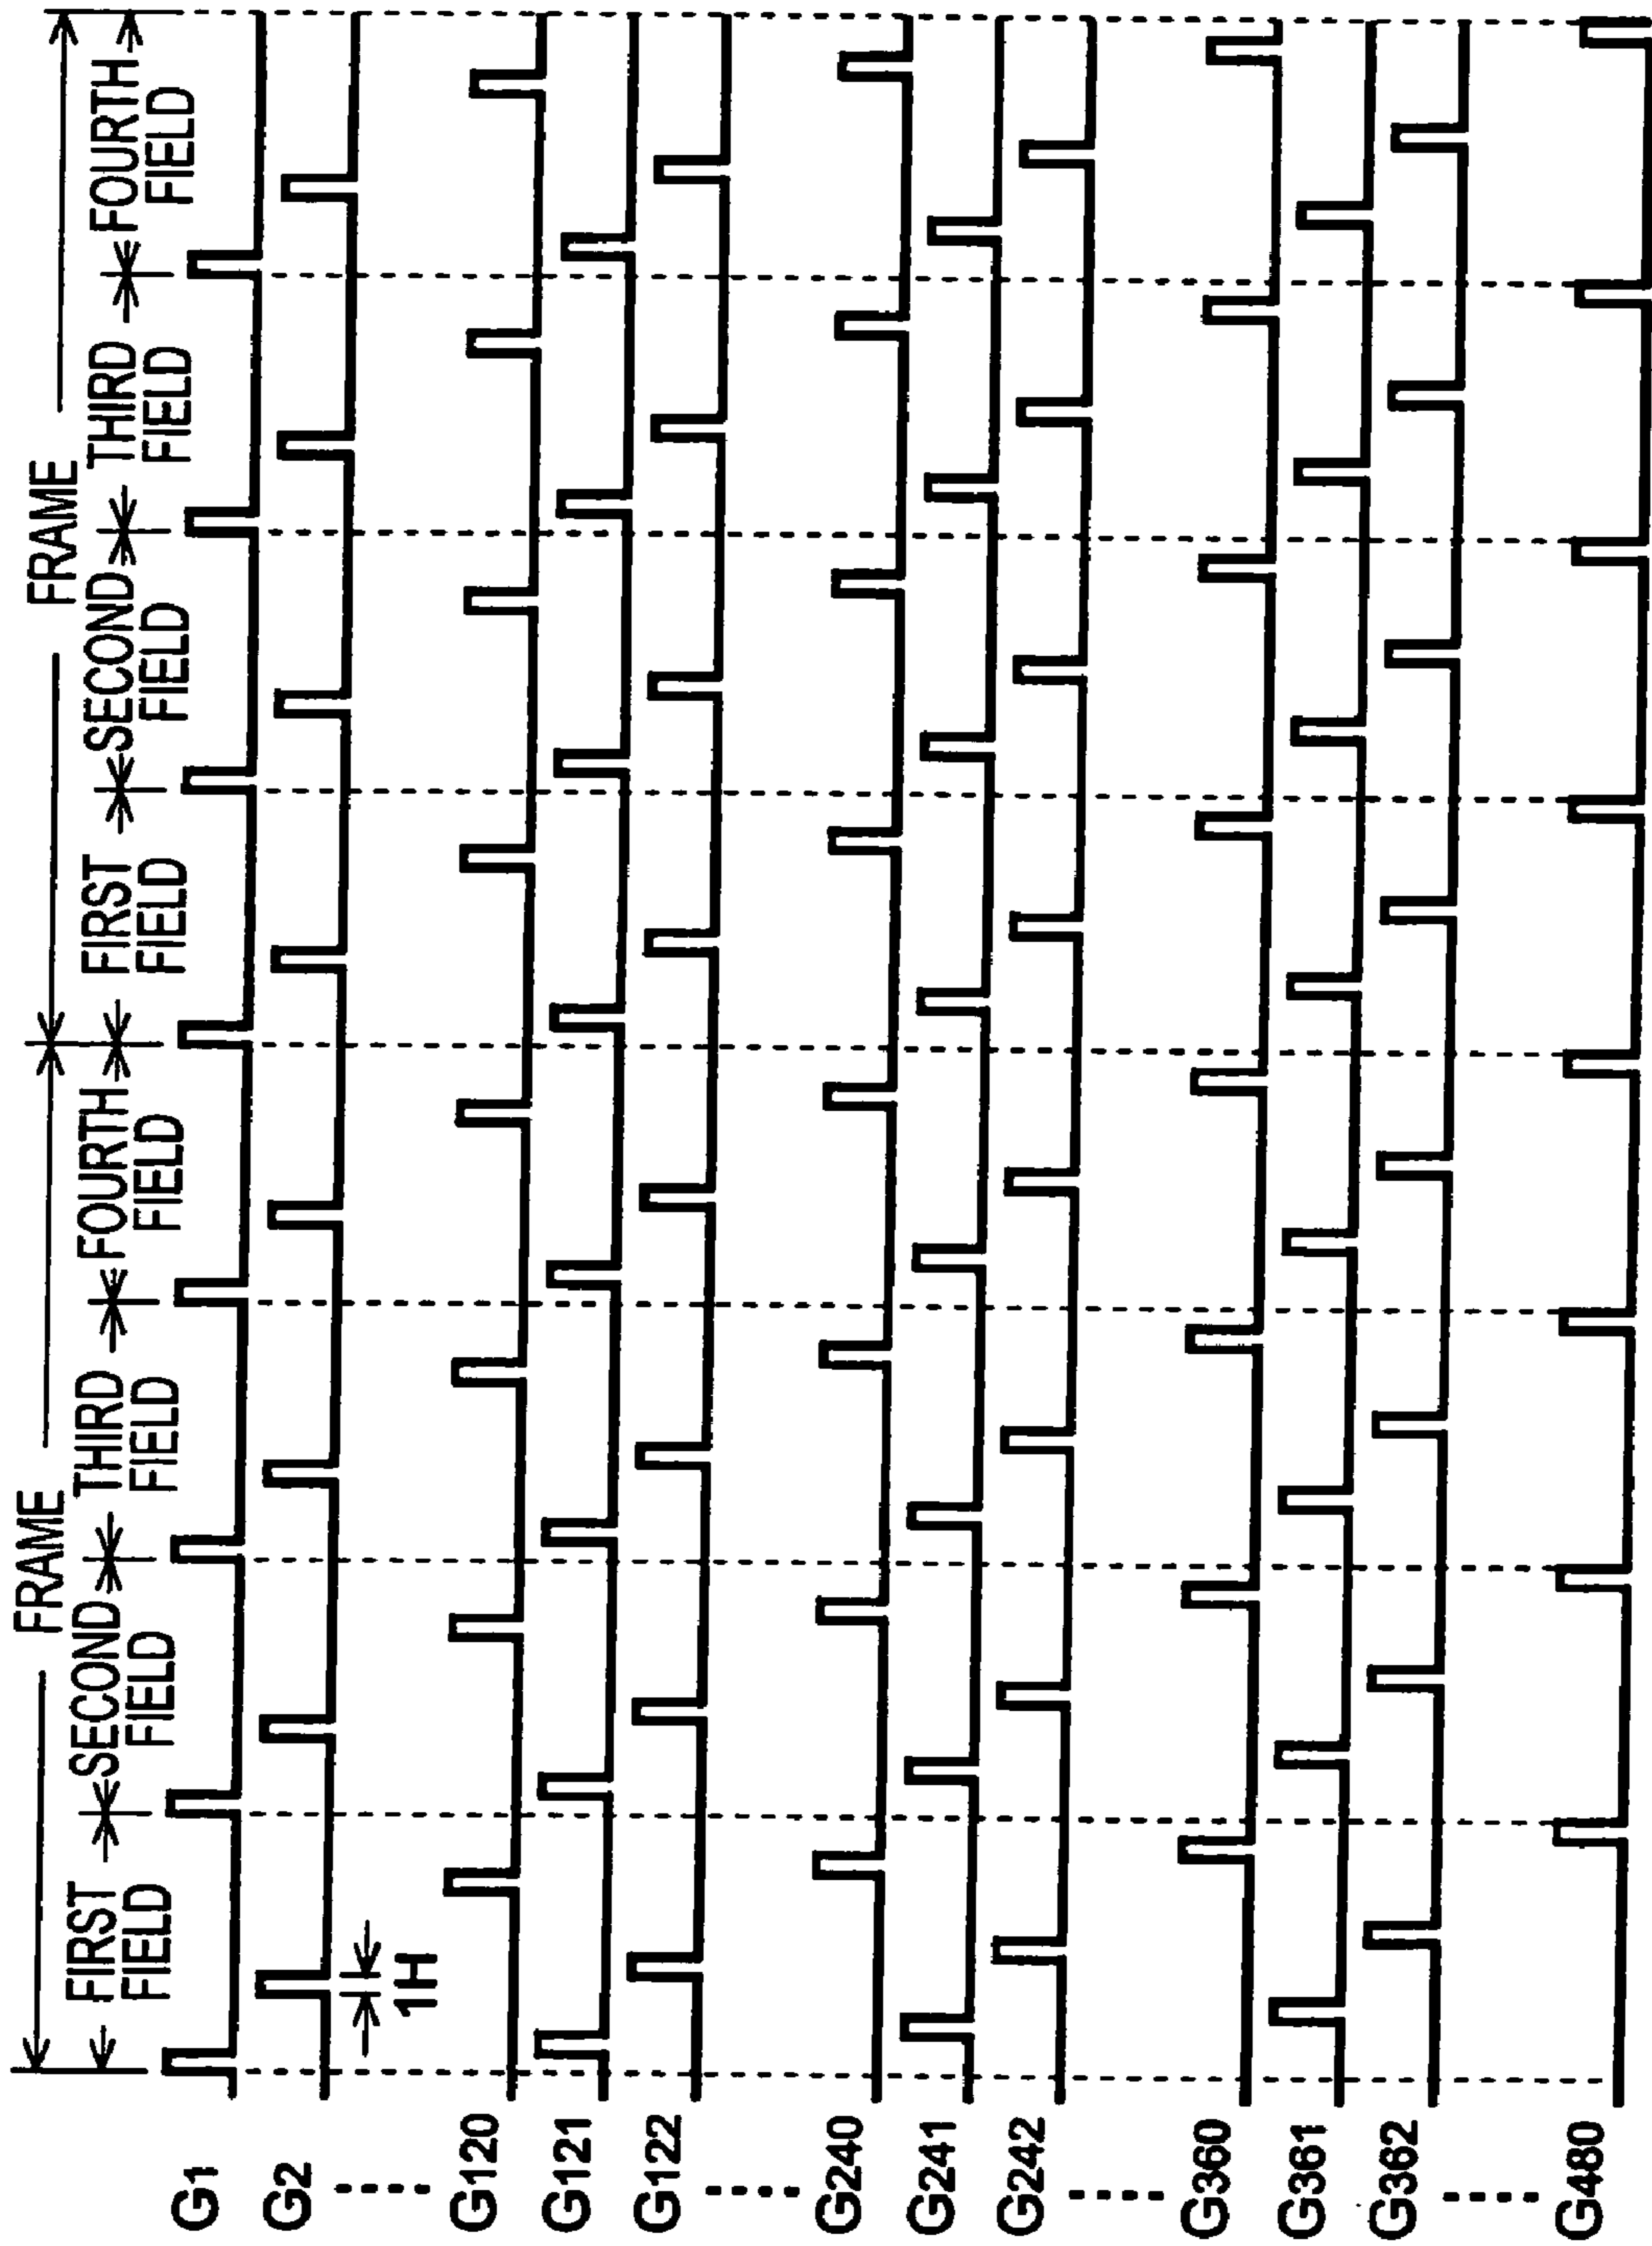 FRAME
FRAME
FIRST
FIELD
SECOND
FIELD
THIRD
FIELD
FOURTH
FIELD
FIRST
FIELD
SECOND
FIELD
THIRD
FIELD
FOURTH
FIELD
G1
G2
1H
G120
G121
G122
G240
G241
G242
G360
G361
G362
G480